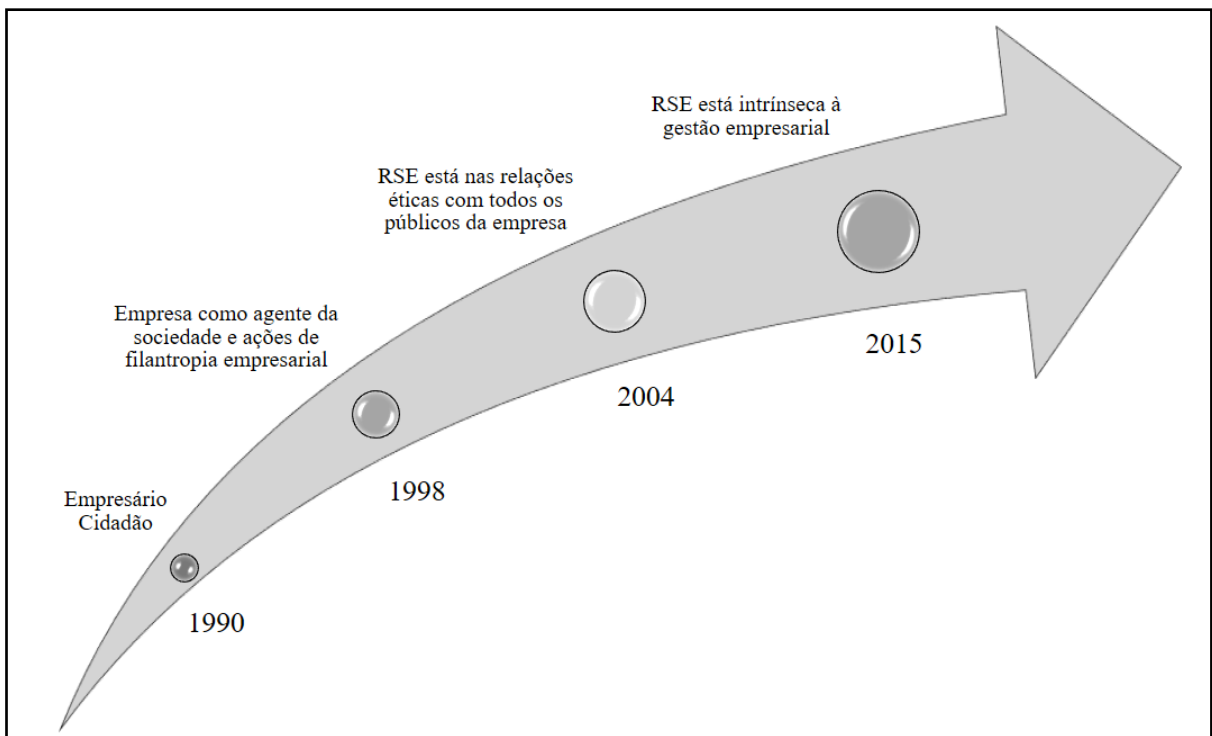 RSE está intrínseca à
gestão empresarial
RSE está nas relações
éticas com todos os
públicos da empresa
2015
Empresa como agente da
sociedade e ações de
filantropia empresarial
2004
1998
Empresário
Cidadão
1990